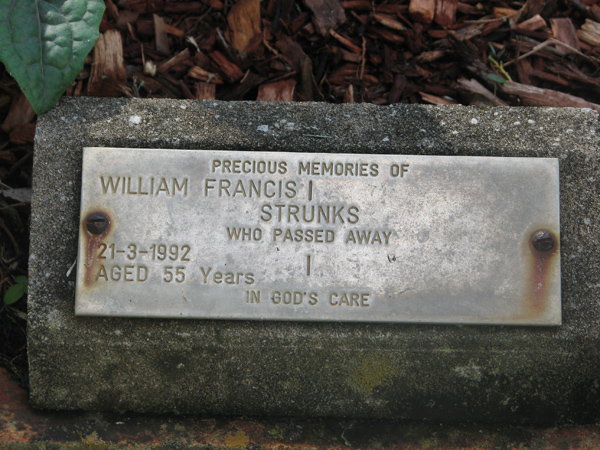 PRECIOUS MEMORIES OF
WILLIAM FRANCIS |
STRUNKS
WHO PASSED AWAY
21-3-1992 |
AGED 55 Years
IN GOD'S CARE